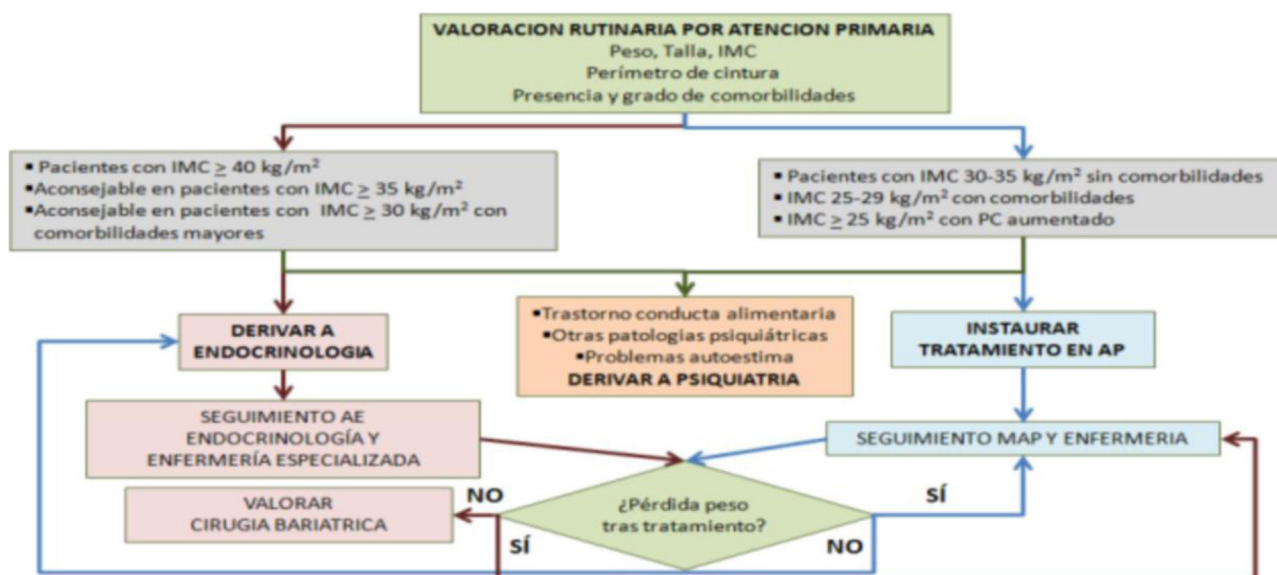 VALORACION RUTINARIA POR ATENCION PRIMARIA
Peso, Talla, IMC
Perímetro de cintura
Presencia y grado de comorbilidades
▪ Pacientes con IMC ≥ 40 kg/m²
▪Aconsejable en pacientes con IMC ≥ 35 kg/m²
▪Aconsejable en pacientes con IMC ≥ 30 kg/m² con
comorbilidades mayores
▪ Pacientes con IMC 30-35 kg/m² sin comorbilidades
▪ IMC 25-29 kg/m² con comorbilidades
▪ IMC ≥ 25 kg/m² con PC aumentado
DERIVAR A
ENDOCRINOLOGIA
▪Trastorno conducta alimentaria
▪Otras patologias psiquiátricas
▪Problemas autoestima
DERIVAR A PSIQUIATRIA
INSTAURAR
TRATAMIENTO EN AP
SEGUIMIENTO AE
ENDOCRINOLOGÍA Y
ENFERMERÍA ESPECIALIZADA
SEGUIMIENTO MAP Y ENFERMERIA
VALORAR
CIRUGIA BARIATRICA
NO
¿Pérdida peso
tras tratamiento?
SÍ
SÍ
NO